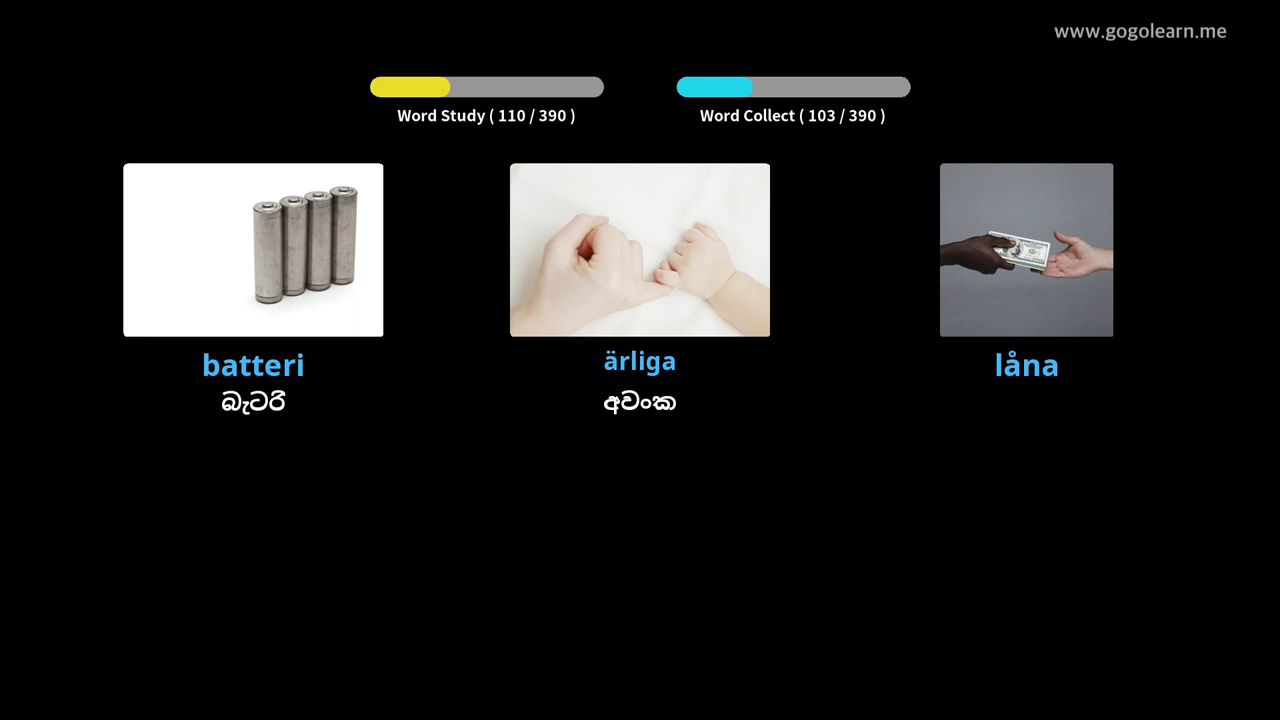 www.gogolearn.me
Word Study ( 110 / 390 )
Word Collect ( 103 / 390 )
batteri
බැටරි
ärliga
අවංක
låna